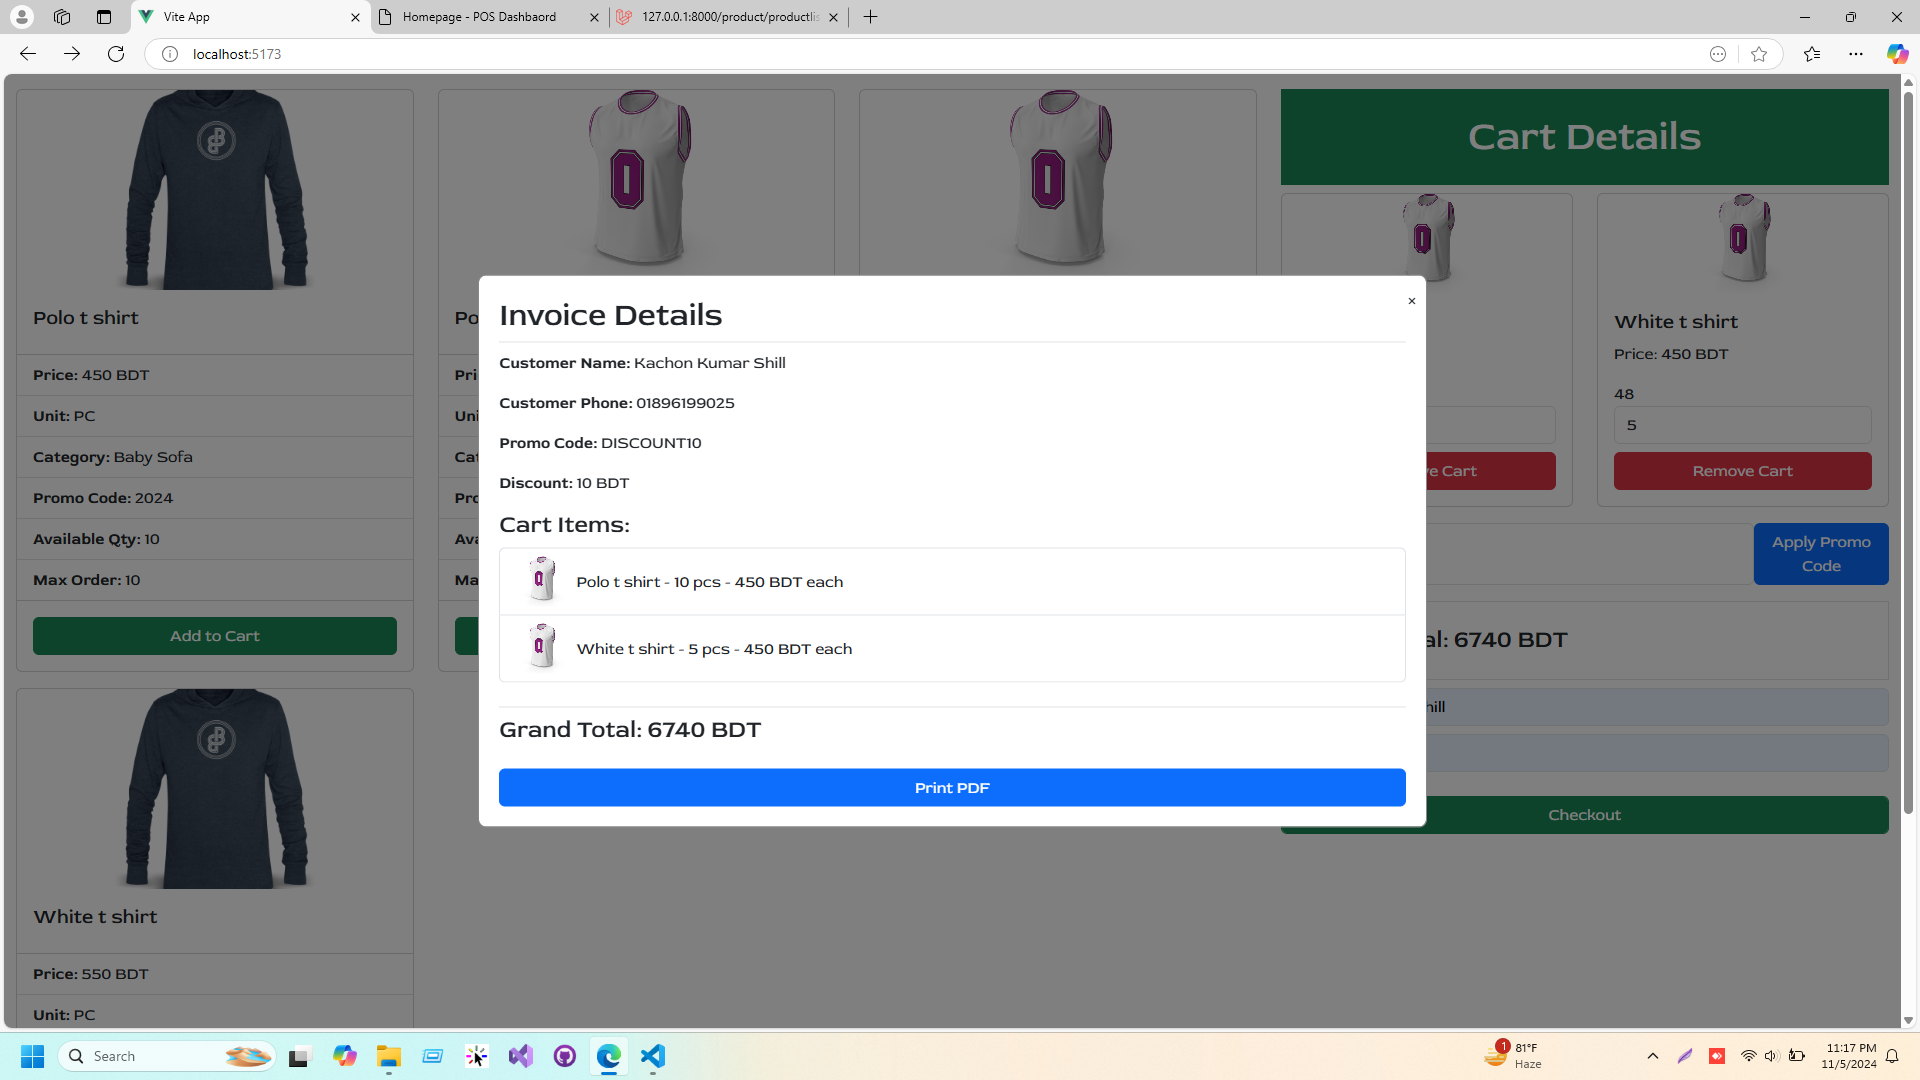 Vite App
Homepage - POS Dashbaord
127.0.0.1:8000/product/productlis
localhost:5173
Polo t shirt
Price: 450 BDT
Unit: PC
Category: Baby Sofa
Promo Code: 2024
Available Qty: 10
Max Order: 10
Add to Cart
White t shirt
Price: 550 BDT
Unit: PC
Po
Pri
Uni
Cat
Pro
Ava
Ma
Invoice Details
×
Customer Name: Kachon Kumar Shill
Customer Phone: 01896199025
Promo Code: DISCOUNT10
Discount: 10 BDT
Cart Items:
Polo t shirt - 10 pcs - 450 BDT each
White t shirt - 5 pcs - 450 BDT each
Grand Total: 6740 BDT
Print PDF
Cart Details
White t shirt
Price: 450 BDT
48
5
e Cart
Remove Cart
Apply Promo
Code
al: 6740 BDT
hill
Checkout
Search
1
81°F
Haze
11:17 PM
11/5/2024